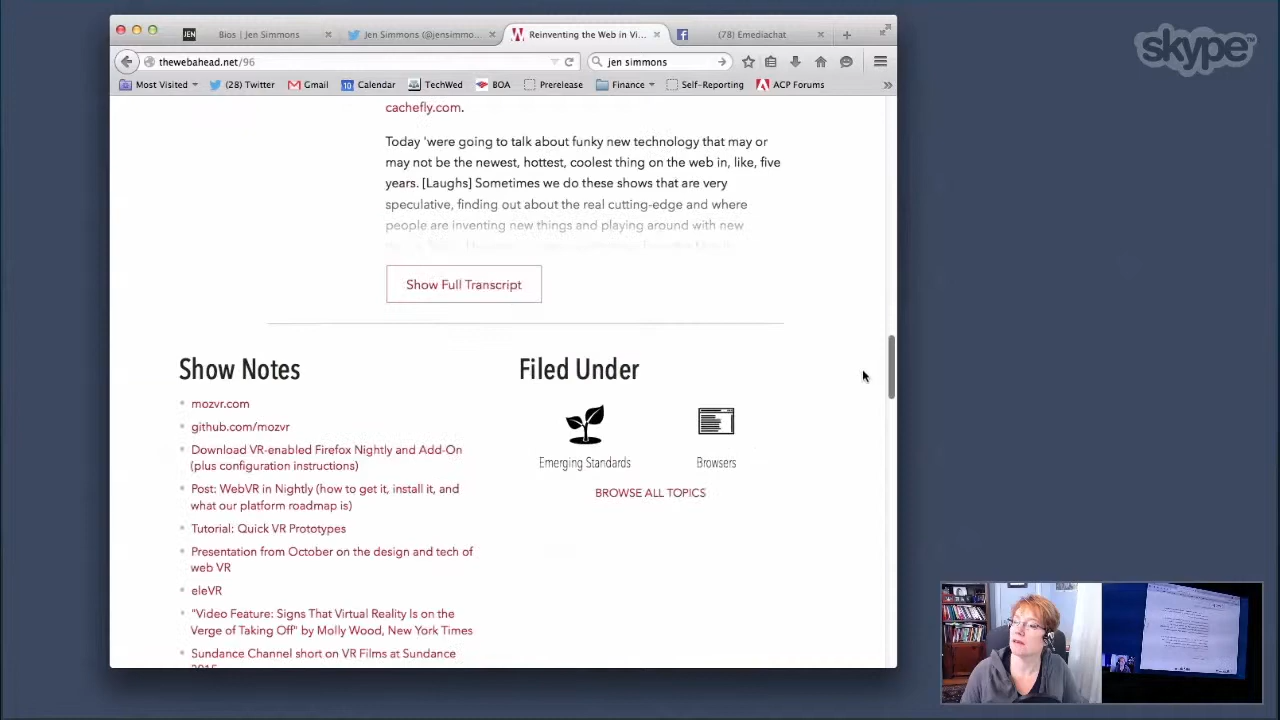 JEN
Bios | Jen Simmons
Jen Simmons (@jensimmo...
Reinventing the Web in Vi...
(78) Emediachat
thewebahead.net/96
jen simmons
Most Visited
(28) Twitter
Gmail
10 Calendar
TechWed
BOA
Prerelease
Finance
Self-Reporting
ACP Forums
skype™
cachefly.com.
Today 'were going to talk about funky new technology that may or
may not be the newest, hottest, coolest thing on the web in, like, five
years. [Laughs] Sometimes we do these shows that are very
speculative, finding out about the real cutting-edge and where
people are inventing new things and playing around with new
Show Full Transcript
Show Notes
mozvr.com
github.com/mozvr
Download VR-enabled Firefox Nightly and Add-On
(plus configuration instructions)
Post: WebVR in Nightly (how to get it, install it, and
what our platform roadmap is)
Tutorial: Quick VR Prototypes
Presentation from October on the design and tech of
web VR
eleVR
"Video Feature: Signs That Virtual Reality Is on the
Verge of Taking Off" by Molly Wood, New York Times
Sundance Channel short on VR Films at Sundance
Filed Under
Emerging Standards
Browsers
BROWSE ALL TOPICS